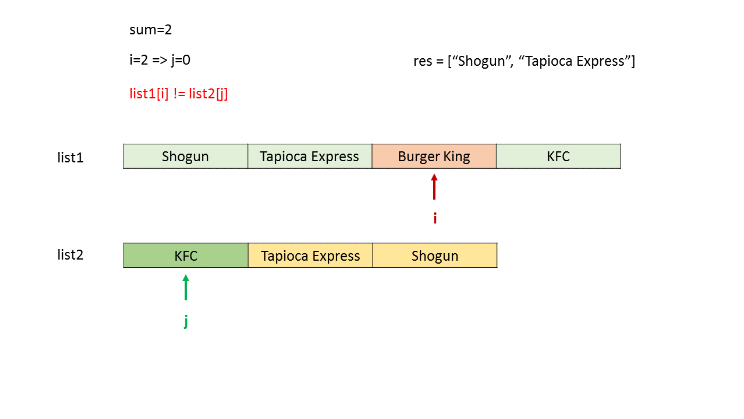 sum=2
i=2 => j=0
res = [“Shogun”, “Tapioca Express”]
list1[i] != list2[j]
list1 Shogun Tapioca Express Burger King KFC
i
list2 KFC Tapioca Express Shogun
j